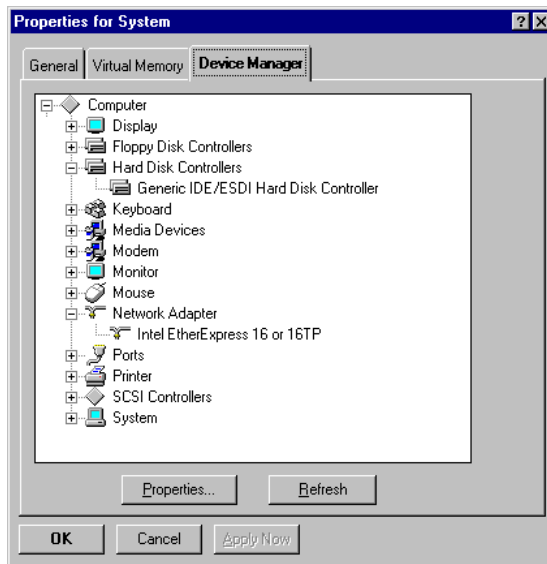 Properties for System
General Virtual Memory Device Manager
Computer
Display
Floppy Disk Controllers
Hard Disk Controllers
Generic IDE/ESDI Hard Disk Controller
Keyboard
Media Devices
Modem
Monitor
Mouse
Network Adapter
Intel EtherExpress 16 or 16TP
Ports
Printer
SCSI Controllers
System
Properties... Refresh
OK Cancel Apply Now